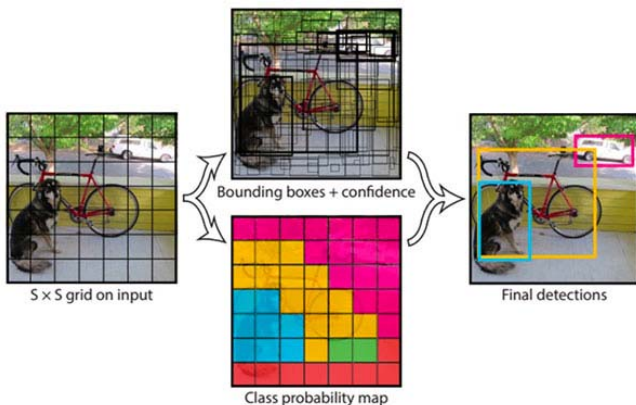 Bounding boxes + confidence
S × S grid on input
Final detections
Class probability map